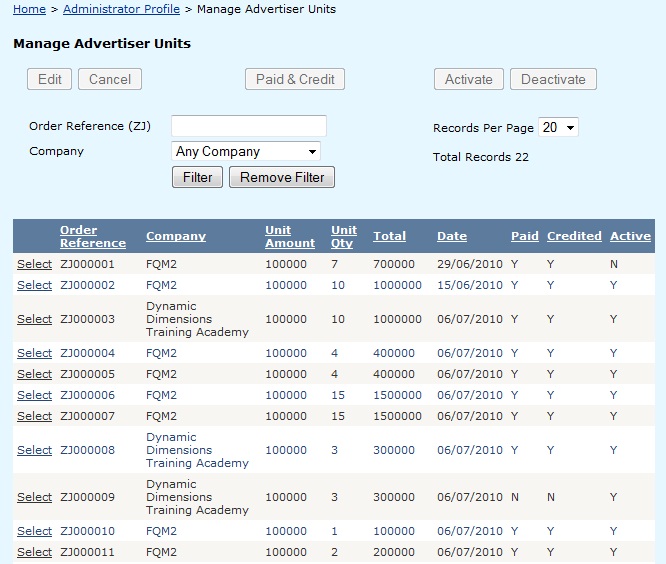 Home > Administrator Profile > Manage Advertiser Units
Manage Advertiser Units
Edit Cancel Paid & Credit Activate Deactivate
Order Reference (ZJ) Records Per Page 20
Company Any Company Total Records 22
Filter Remove Filter
Order Reference Company Unit Amount Unit Qty Total Date Paid Credited Active
Select ZJ000001 FQM2 100000 7 700000 29/06/2010 Y Y N
Select ZJ000002 FQM2 100000 10 1000000 15/06/2010 Y Y Y
Select ZJ000003 Dynamic Dimensions Training Academy 100000 10 1000000 06/07/2010 Y Y Y
Select ZJ000004 FQM2 100000 4 400000 06/07/2010 Y Y Y
Select ZJ000005 FQM2 100000 4 400000 06/07/2010 Y Y Y
Select ZJ000006 FQM2 100000 15 1500000 06/07/2010 Y Y Y
Select ZJ000007 FQM2 100000 15 1500000 06/07/2010 Y Y Y
Select ZJ000008 Dynamic Dimensions Training Academy 100000 3 300000 06/07/2010 Y Y Y
Select ZJ000009 Dynamic Dimensions Training Academy 100000 3 300000 06/07/2010 N N Y
Select ZJ000010 FQM2 100000 1 100000 06/07/2010 Y Y Y
Select ZJ000011 FQM2 100000 2 200000 06/07/2010 Y Y Y